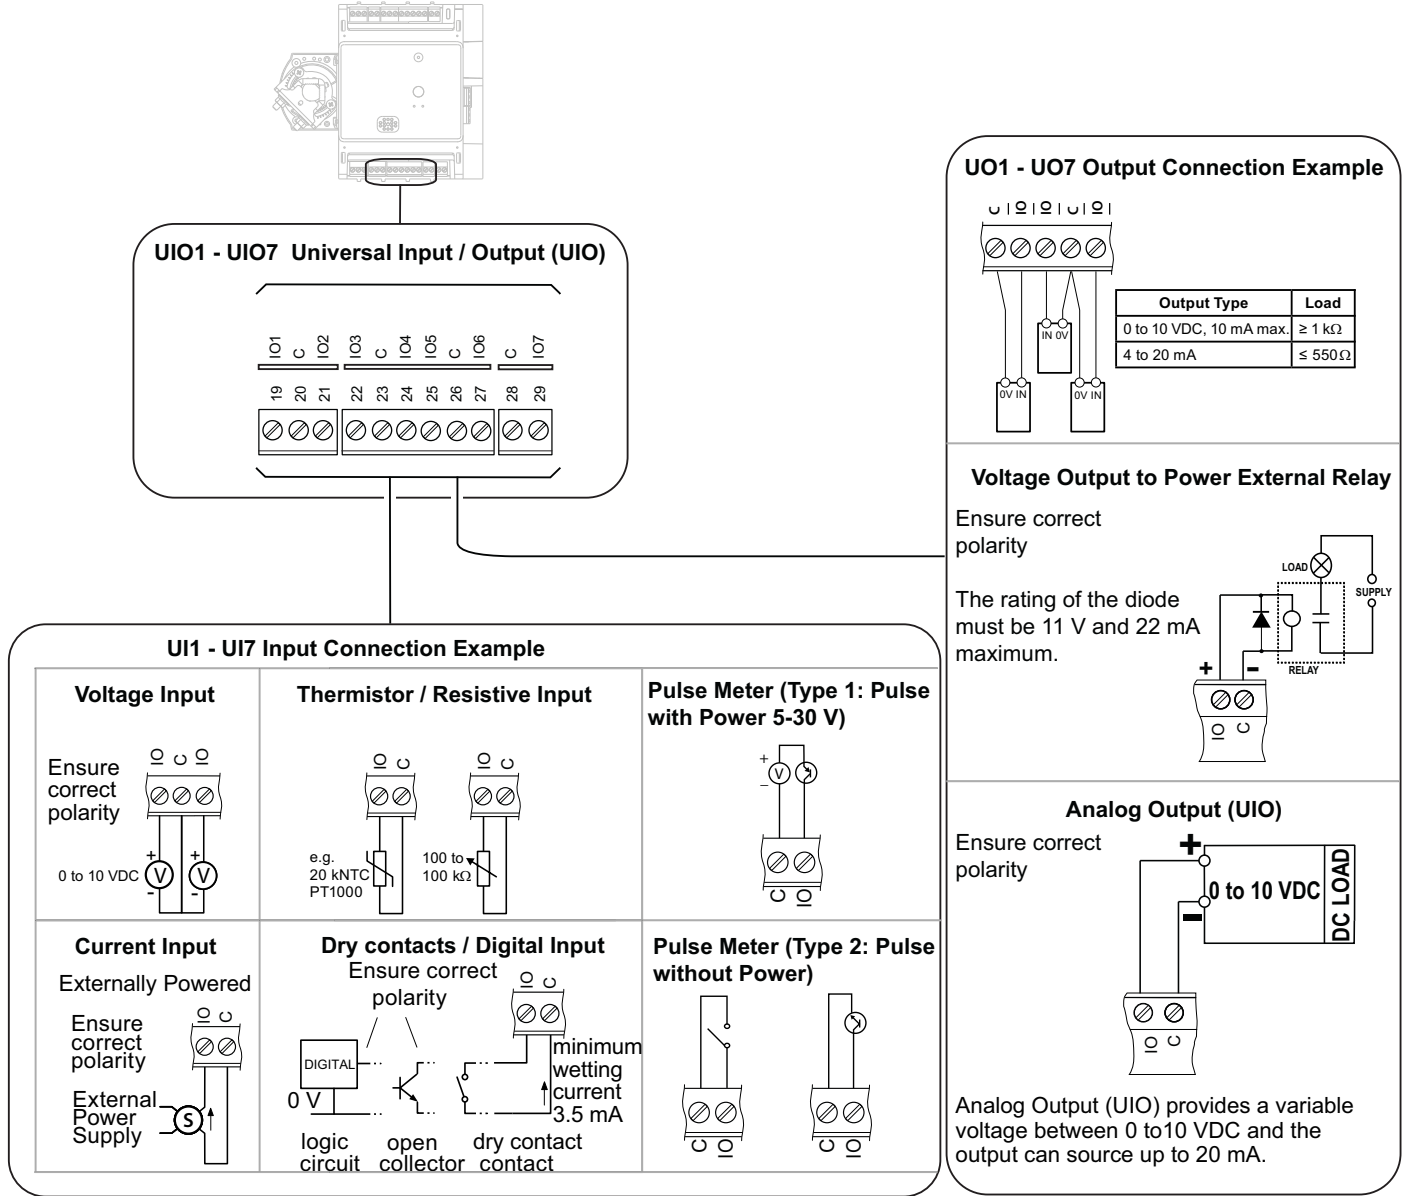 UIO1 - UIO7 Universal Input / Output (UIO)
IO1 C IO2 IO3 C IO4 IO5 C IO6 C IO7
19 20 21 22 23 24 25 26 27 28 29
UI1 - UI7 Input Connection Example
Voltage Input
IO C IO
Ensure
correct
polarity
0 to 10 VDC
+ +
V V
- -
Thermistor / Resistive Input
IO C IO C
e.g.
20 kNTC
PT1000
100 to
100 kΩ
Pulse Meter (Type 1: Pulse
with Power 5-30 V)
+
V
–
C IO
Current Input
Externally Powered
IO C
Ensure
correct
polarity
External
Power
Supply
S
Dry contacts / Digital Input
Ensure correct
polarity
IO C
DIGITAL
0 V
minimum
wetting
current
3.5 mA
logic
circuit
open
collector
dry contact
contact
Pulse Meter (Type 2: Pulse
without Power)
C IO C IO
UO1 - UO7 Output Connection Example
C IO IO C IO
IN 0V
0V IN 0V IN
Output Type Load
0 to 10 VDC, 10 mA max. ≥ 1 kΩ
4 to 20 mA ≤ 550Ω
Voltage Output to Power External Relay
Ensure correct
polarity
The rating of the diode
must be 11 V and 22 mA
maximum.
LOAD
SUPPLY
RELAY
+ -
IO C
Analog Output (UIO)
Ensure correct
polarity
+
0 to 10 VDC
DC LOAD
-
IO C
Analog Output (UIO) provides a variable
voltage between 0 to10 VDC and the
output can source up to 20 mA.